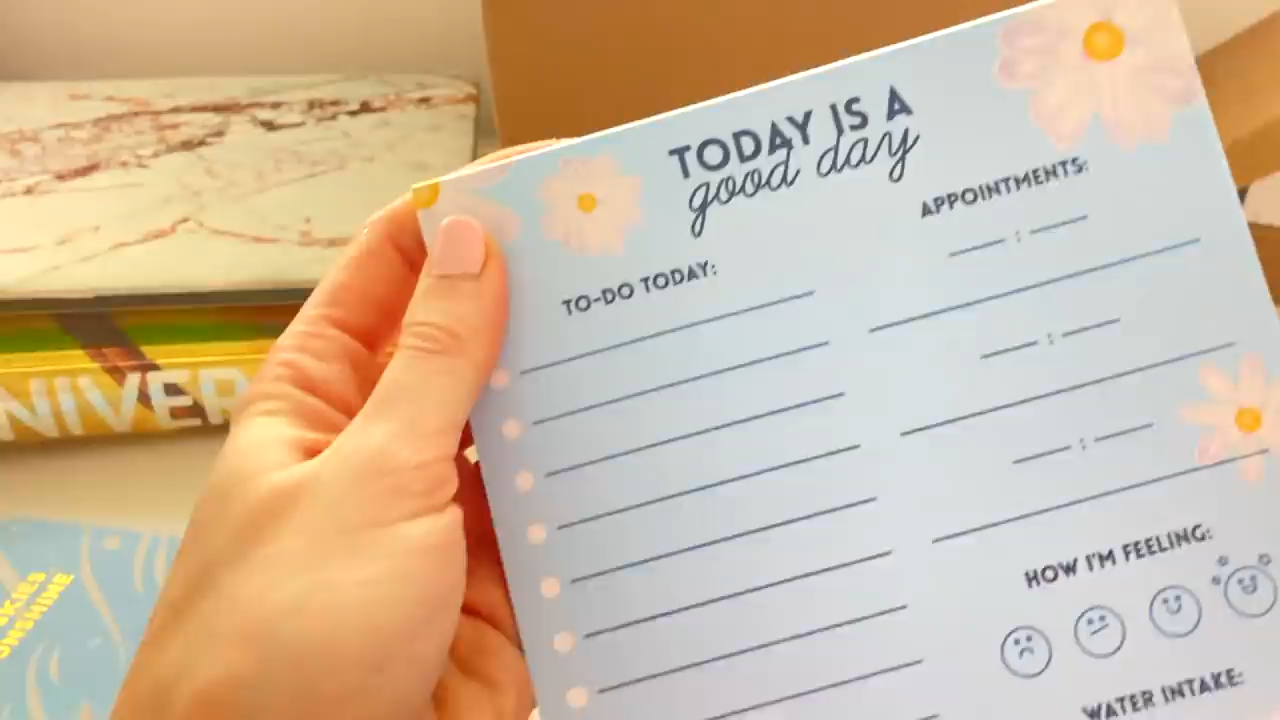 TODAY IS A
good day
APPOINTMENTS:
:
TO-DO TODAY:
:
:
HOW I'M FEELING:
WATER INTAKE:
NIVER